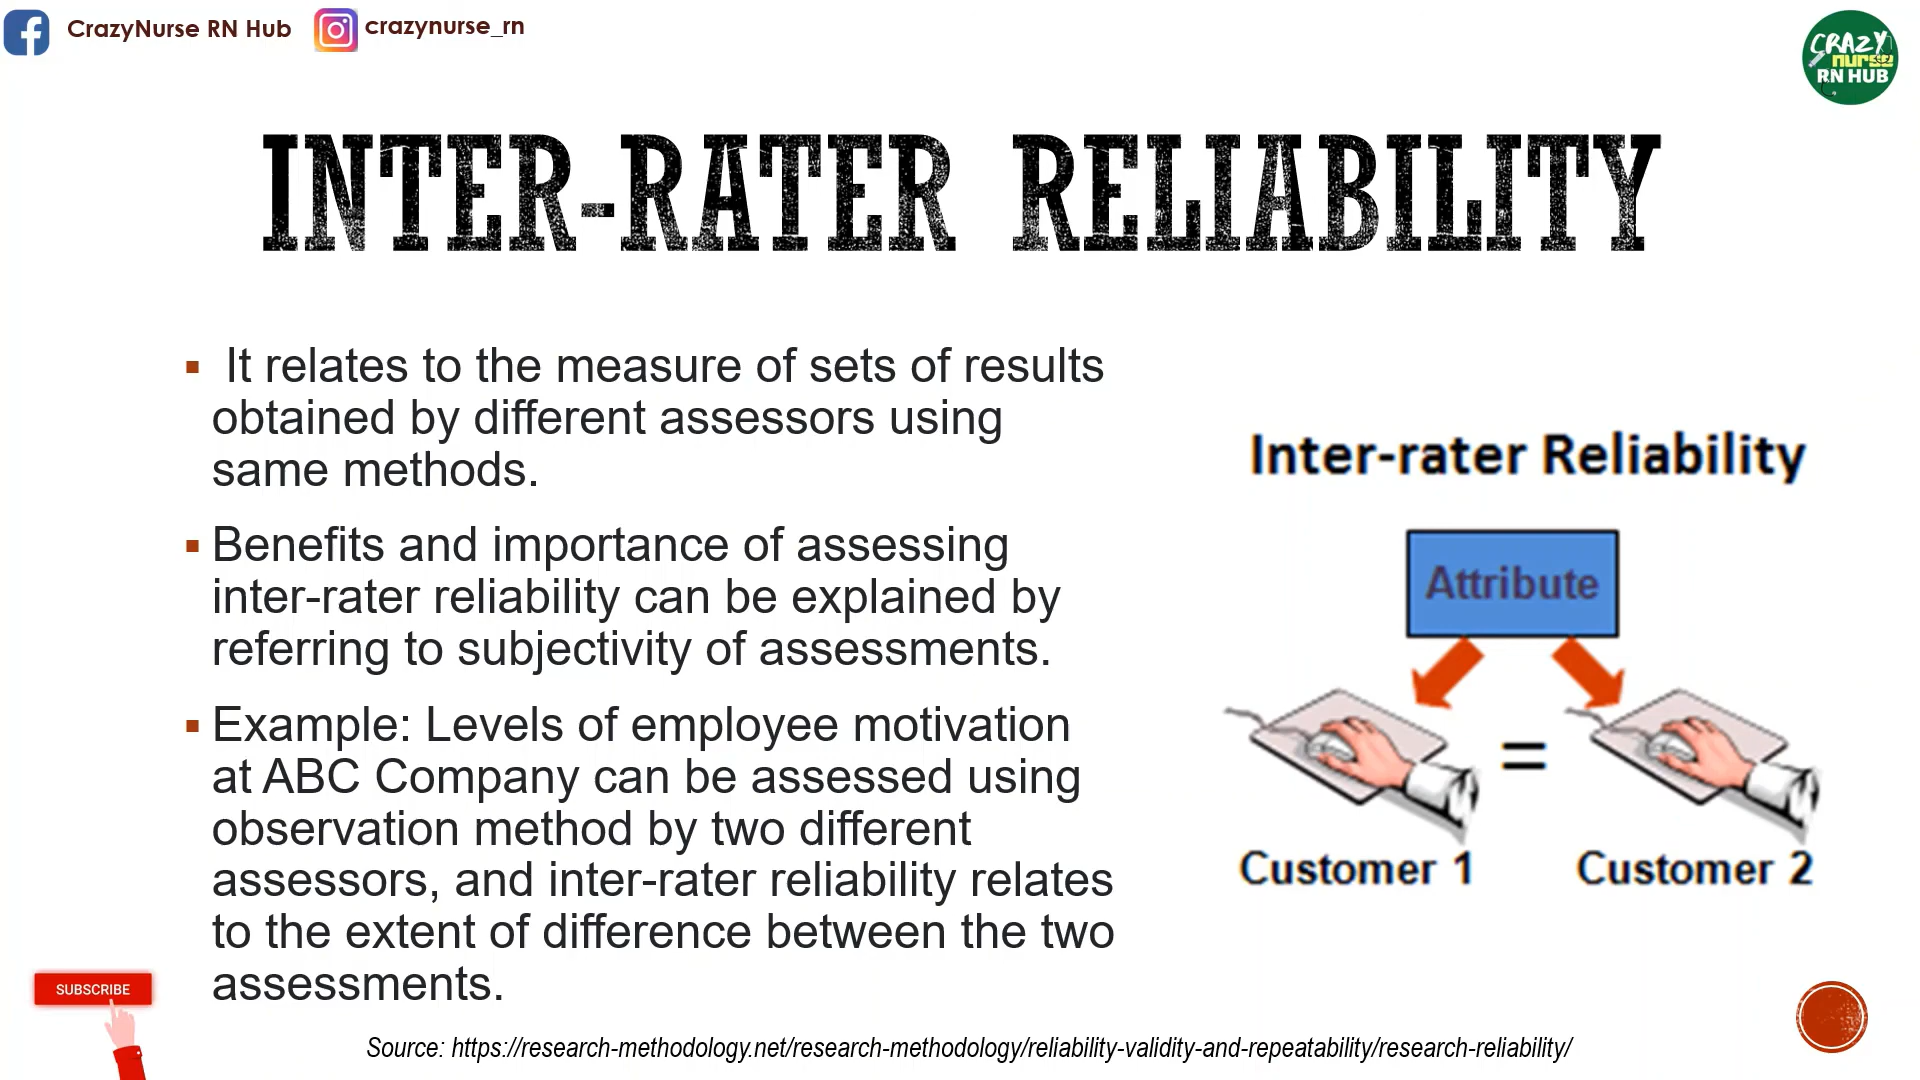 CrazyNurse RN Hub
crazynurse_rn
CRAZY
nurse
RN HUB
INTER-RATER RELIABILITY
▪ It relates to the measure of sets of results
obtained by different assessors using
same methods.
▪ Benefits and importance of assessing
inter-rater reliability can be explained by
referring to subjectivity of assessments.
▪ Example: Levels of employee motivation
at ABC Company can be assessed using
observation method by two different
assessors, and inter-rater reliability relates
to the extent of difference between the two
assessments.
Inter-rater Reliability
Attribute
=
Customer 1
Customer 2
SUBSCRIBE
Source: https://research-methodology.net/research-methodology/reliability-validity-and-repeatability/research-reliability/